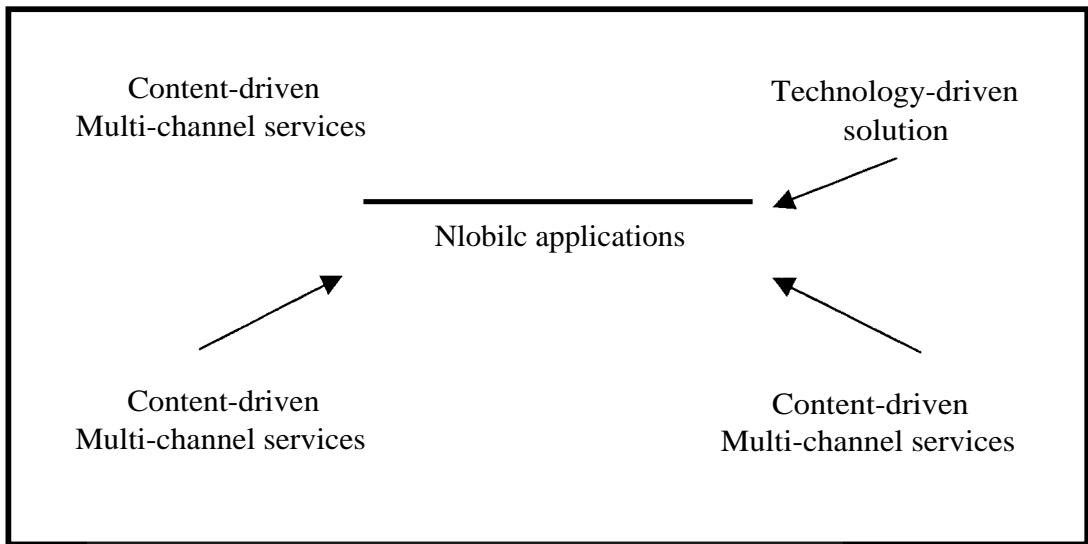 Content-driven
Multi-channel services
Technology-driven
solution
Nlobilc applications
Content-driven
Multi-channel services
Content-driven
Multi-channel services